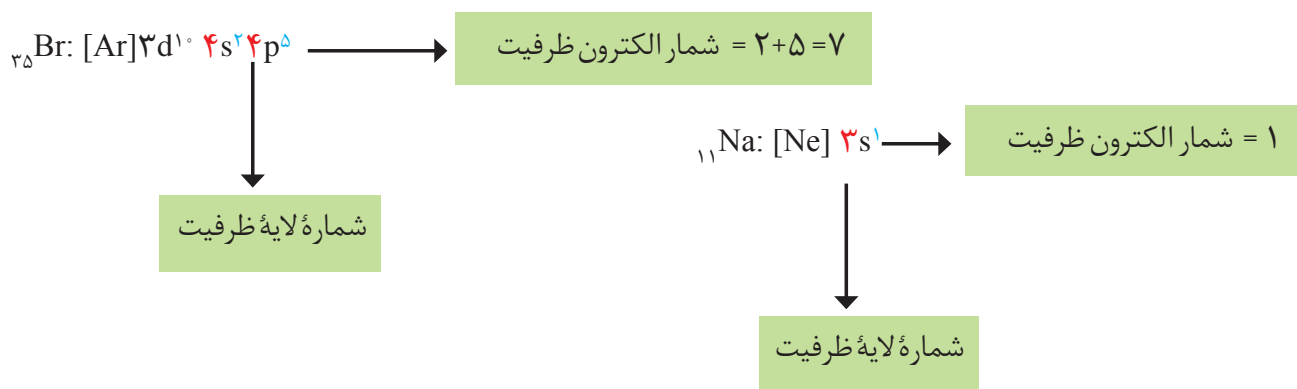 ₃₅Br: [Ar]۳d¹⁰ ۴s²۴p⁵
۷=۵+۲ = شمار الکترون ظرفیت
₁₁Na: [Ne] ۳s¹
۱ = شمار الکترون ظرفیت
شمارهٔ لایهٔ ظرفیت
شمارهٔ لایهٔ ظرفیت